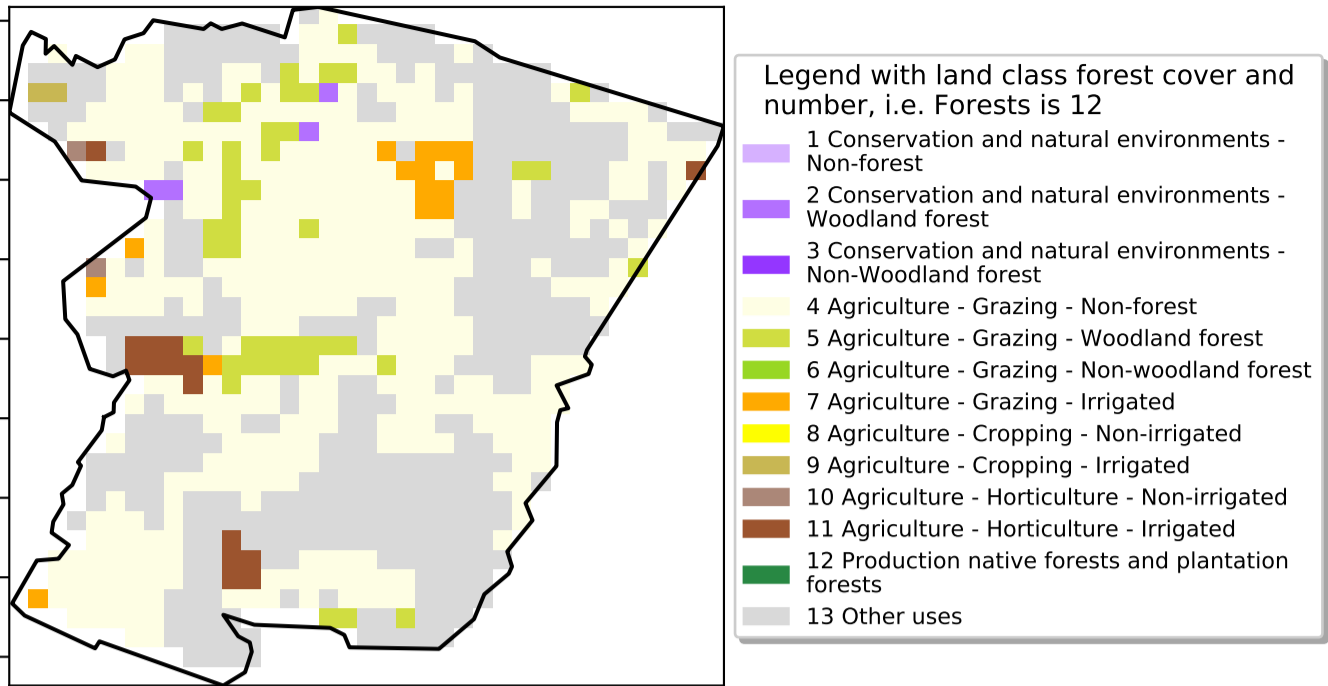 Legend with land class forest cover and
number, i.e. Forests is 12
1 Conservation and natural environments -
Non-forest
2 Conservation and natural environments -
Woodland forest
3 Conservation and natural environments -
Non-Woodland forest
4 Agriculture - Grazing - Non-forest
5 Agriculture - Grazing - Woodland forest
6 Agriculture - Grazing - Non-woodland forest
7 Agriculture - Grazing - Irrigated
8 Agriculture - Cropping - Non-irrigated
9 Agriculture - Cropping - Irrigated
10 Agriculture - Horticulture - Non-irrigated
11 Agriculture - Horticulture - Irrigated
12 Production native forests and plantation
forests
13 Other uses